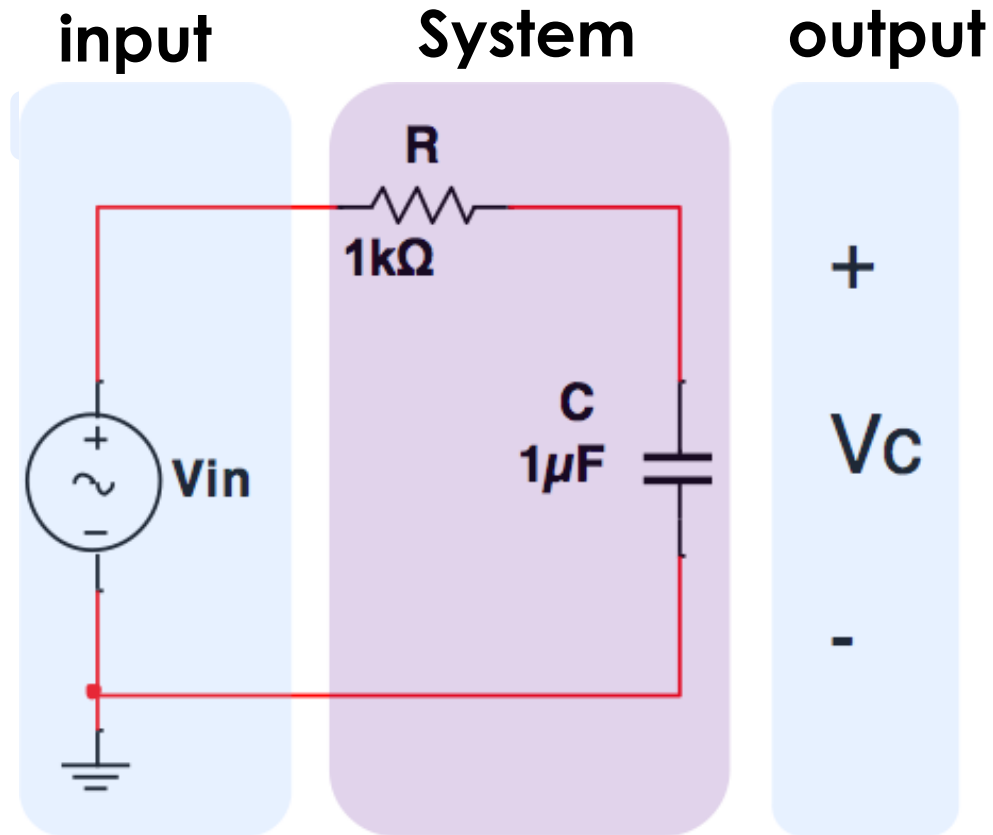 input
System
output
R
1kΩ
+
C
1µF
Vc
+
Vin
−
-